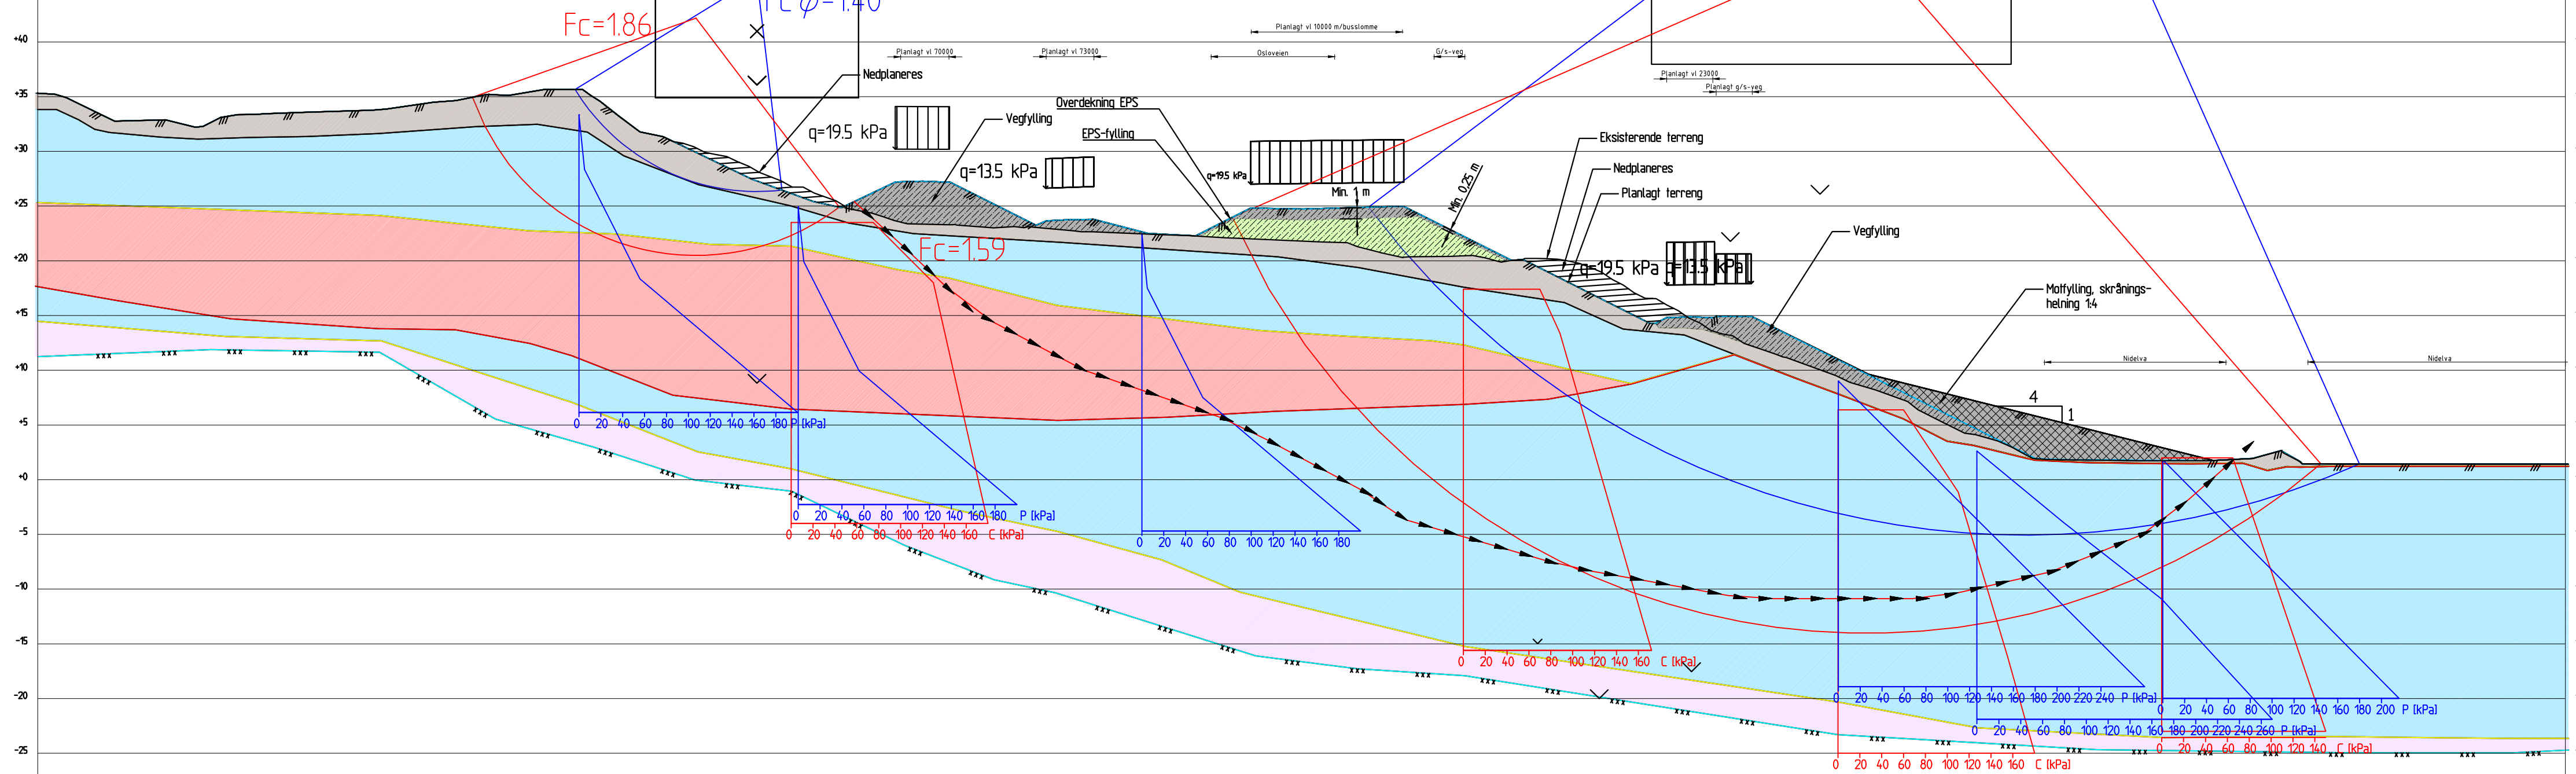 Fc=1.86
Fc φ=1.40
+40
+35
+30
+25
+20
+15
+10
+5
+0
-5
-10
-15
-20
-25
Nedplaneres
Planlagt vl 70000
Planlagt vl 73000
Planlagt vl 10000 m/busslomme
Osloveien
G/s-veg
Planlagt vl 23000
Planlagt g/s-veg
q=19.5 kPa
Vegfylling
q=13.5 kPa
Overdekning EPS
EPS-fylling
q=19.5 kPa
Min. 1 m
Min. 0,25 m
Eksisterende terreng
Nedplaneres
Planlagt terreng
q=19.5 kPa
q=13.5 kPa
Vegfylling
Motfylling, skrånings-
helning 1:4
4
1
Nidelva
Nidelva
Fc=1.59
0 20 40 60 80 100 120 140 160 180 P [kPa]
0 20 40 60 80 100 120 140 160 180 P [kPa]
0 20 40 60 80 100 120 140 160 C [kPa]
0 20 40 60 80 100 120 140 160 180
0 20 40 60 80 100 120 140 160 C [kPa]
0 20 40 60 80 100 120 140 160 180 200 220 240 P [kPa]
0 20 40 60 80 100 120 140 160 180 200 P [kPa]
0 20 40 60 80 100 120 140 160 180 200 220 240 260 P [kPa]
0 20 40 60 80 100 120 140 C [kPa]
0 20 40 60 80 100 120 140 160 C [kPa]